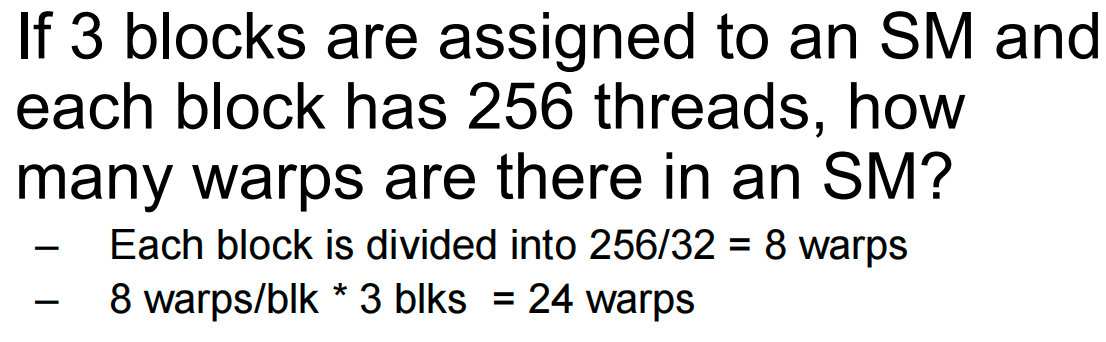 If 3 blocks are assigned to an SM and
each block has 256 threads, how
many warps are there in an SM?
– Each block is divided into 256/32 = 8 warps
– 8 warps/blk * 3 blks = 24 warps